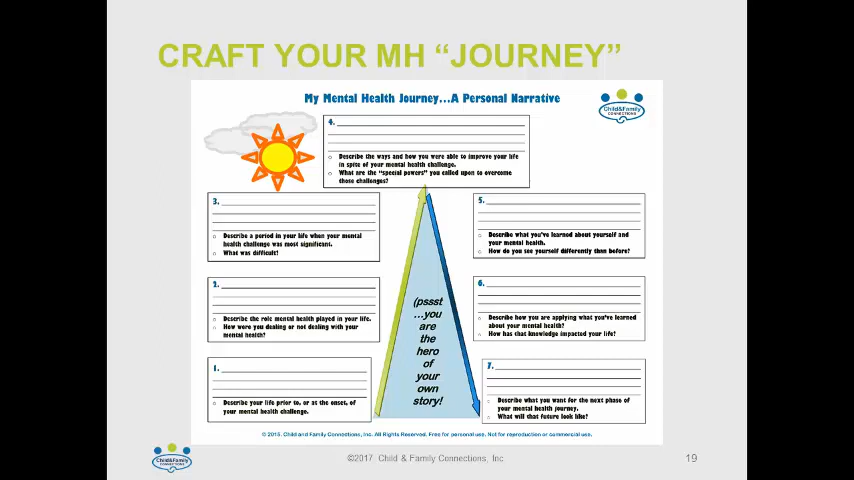 CRAFT YOUR MH “JOURNEY”
My Mental Health Journey...A Personal Narrative
Child&Family
CONNECTIONS
4.
o Describe the ways and how you were able to improve your life
in spite of your mental health challenge.
o What are the "special powers" you called upon to overcome
those challenges?
3.
o Describe a period in your life when your mental
health challenge was most significant.
o What was difficult?
5.
o Describe what you've learned about yourself and
your mental health.
o How do you see yourself differently than before?
2.
o Describe the role mental health played in your life.
o How were you dealing or not dealing with your
mental health?
6.
o Describe how you are applying what you've learned
about your mental health?
o How has that knowledge impacted your life?
1.
o Describe your life prior to, or at the onset, of
of your mental health challenge.
7.
o Describe what you want for the next phase of
your mental health journey.
o What will that future look like?
(pssst
...you
are
the
hero
of
your
own
story!
© 2015. Child and Family Connections, Inc. All Rights Reserved. Free for personal use. Not for reproduction or commercial use.
Child&Family
CONNECTIONS
©2017 Child & Family Connections, Inc
19